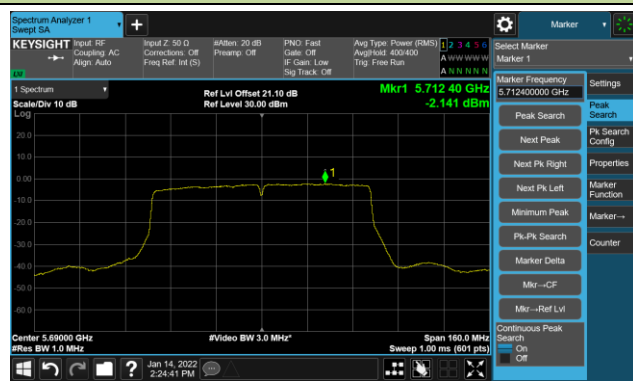 Spectrum Analyzer 1
Swept SA
Marker
KEYSIGHT
Input: RF
Coupling: AC
Align: Auto
Input Z: 50 Ω
Corrections: Off
Freq Ref: Int (S)
#Atten: 20 dB
Preamp: Off
PNO: Fast
Gate: Off
IF Gain: Low
Sig Track: Off
Avg Type: Power (RMS)
Avg|Hold: 400/400
Trig: Free Run
1 2 3 4 5 6
A W W W W W
A N N N N N
LM
Select Marker
Marker 1
1 Spectrum
Scale/Div 10 dB
Log
Ref Lvl Offset 21.10 dB
Ref Level 30.00 dBm
Mkr1 5.712 40 GHz
-2.141 dBm
20.0
10.0
0.00
-10.0
-20.0
-30.0
-40.0
-50.0
-60.0
1
Center 5.69000 GHz
#Res BW 1.0 MHz
#Video BW 3.0 MHz*
Span 160.0 MHz
Sweep 1.00 ms (601 pts)
Marker Frequency
5.712400000 GHz
Peak Search
Next Peak
Next Pk Right
Next Pk Left
Minimum Peak
Pk-Pk Search
Marker Delta
Mkr→CF
Mkr→Ref Lvl
Continuous Peak
Search
On
Off
Settings
Peak
Search
Pk Search
Config
Properties
Marker
Function
Marker→
Counter
?
Jan 14, 2022
2:24:41 PM